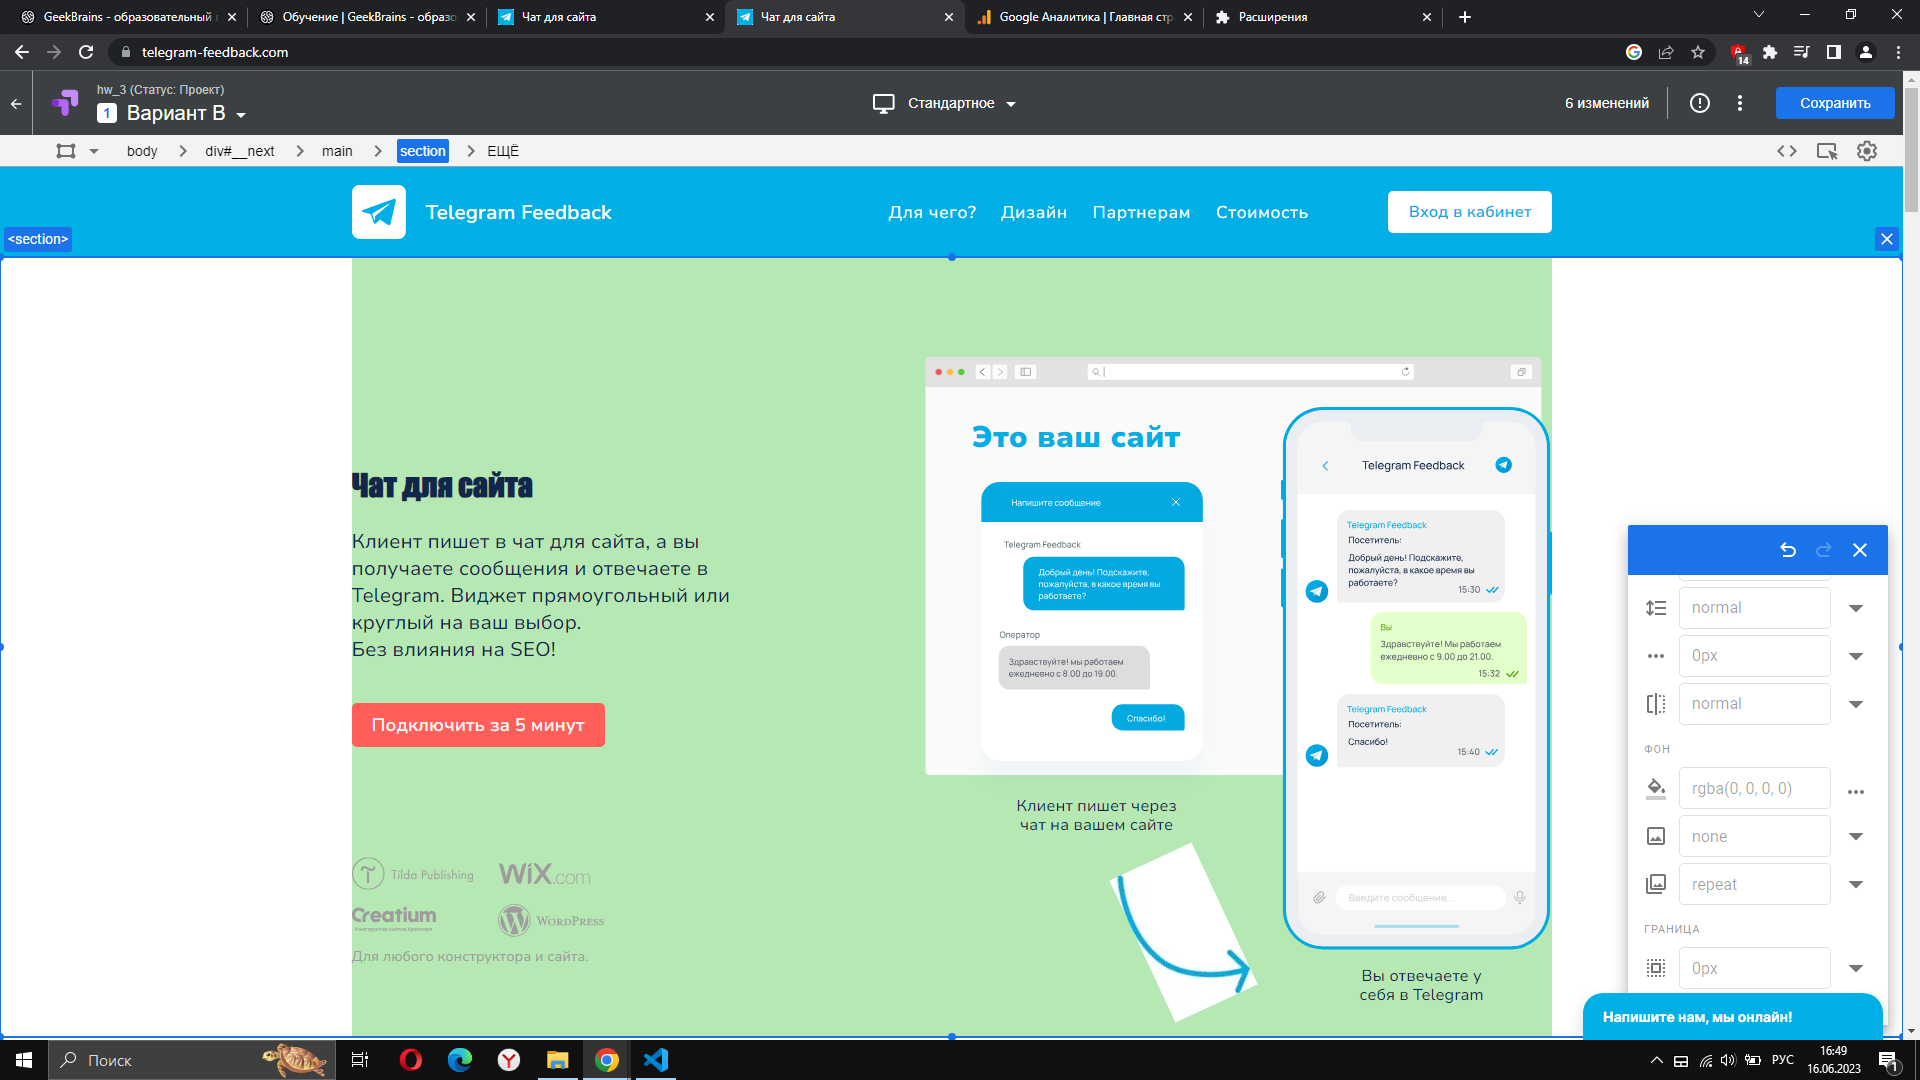 GeekBrains - образовательный
Обучение | GeekBrains - образо
Чат для сайта
Чат для сайта
Google Аналитика | Главная стр
Расширения
telegram-feedback.com
14
hw_3 (Статус: Проект)
1 Вариант B
Стандартное
6 изменений
Сохранить
body
div#__next
main
section
ЕЩЁ
Telegram Feedback
Для чего?
Дизайн
Партнерам
Стоимость
Вход в кабинет
<section>
Это ваш сайт
Напишите сообщение
Telegram Feedback
Добрый день! Подскажите,
пожалуйста, в какое время вы
работаете?
Оператор
Здравствуйте! мы работаем
ежедневно с 8.00 до 19.00.
Спасибо!
Telegram Feedback
Telegram Feedback
Посетитель:
Добрый день! Подскажите,
пожалуйста, в какое время вы
работаете?
15:30
Вы
Здравствуйте! Мы работаем
ежедневно с 9.00 до 21.00.
15:32
Telegram Feedback
Посетитель:
Спасибо!
15:40
Введите сообщение...
Чат для сайта
Клиент пишет в чат для сайта, а вы
получаете сообщения и отвечаете в
Telegram. Виджет прямоугольный или
круглый на ваш выбор.
Без влияния на SEO!
Подключить за 5 минут
Клиент пишет через
чат на вашем сайте
Tilda Publishing
WiX.com
Creatium
Конструктор сайтов Креатиум
WordPress
Для любого конструктора и сайта.
Вы отвечаете у
себя в Telegram
normal
0px
normal
ФОН
rgba(0, 0, 0, 0)
none
repeat
ГРАНИЦА
0px
Напишите нам, мы онлайн!
Поиск
РУС
16:49
16.06.2023
1